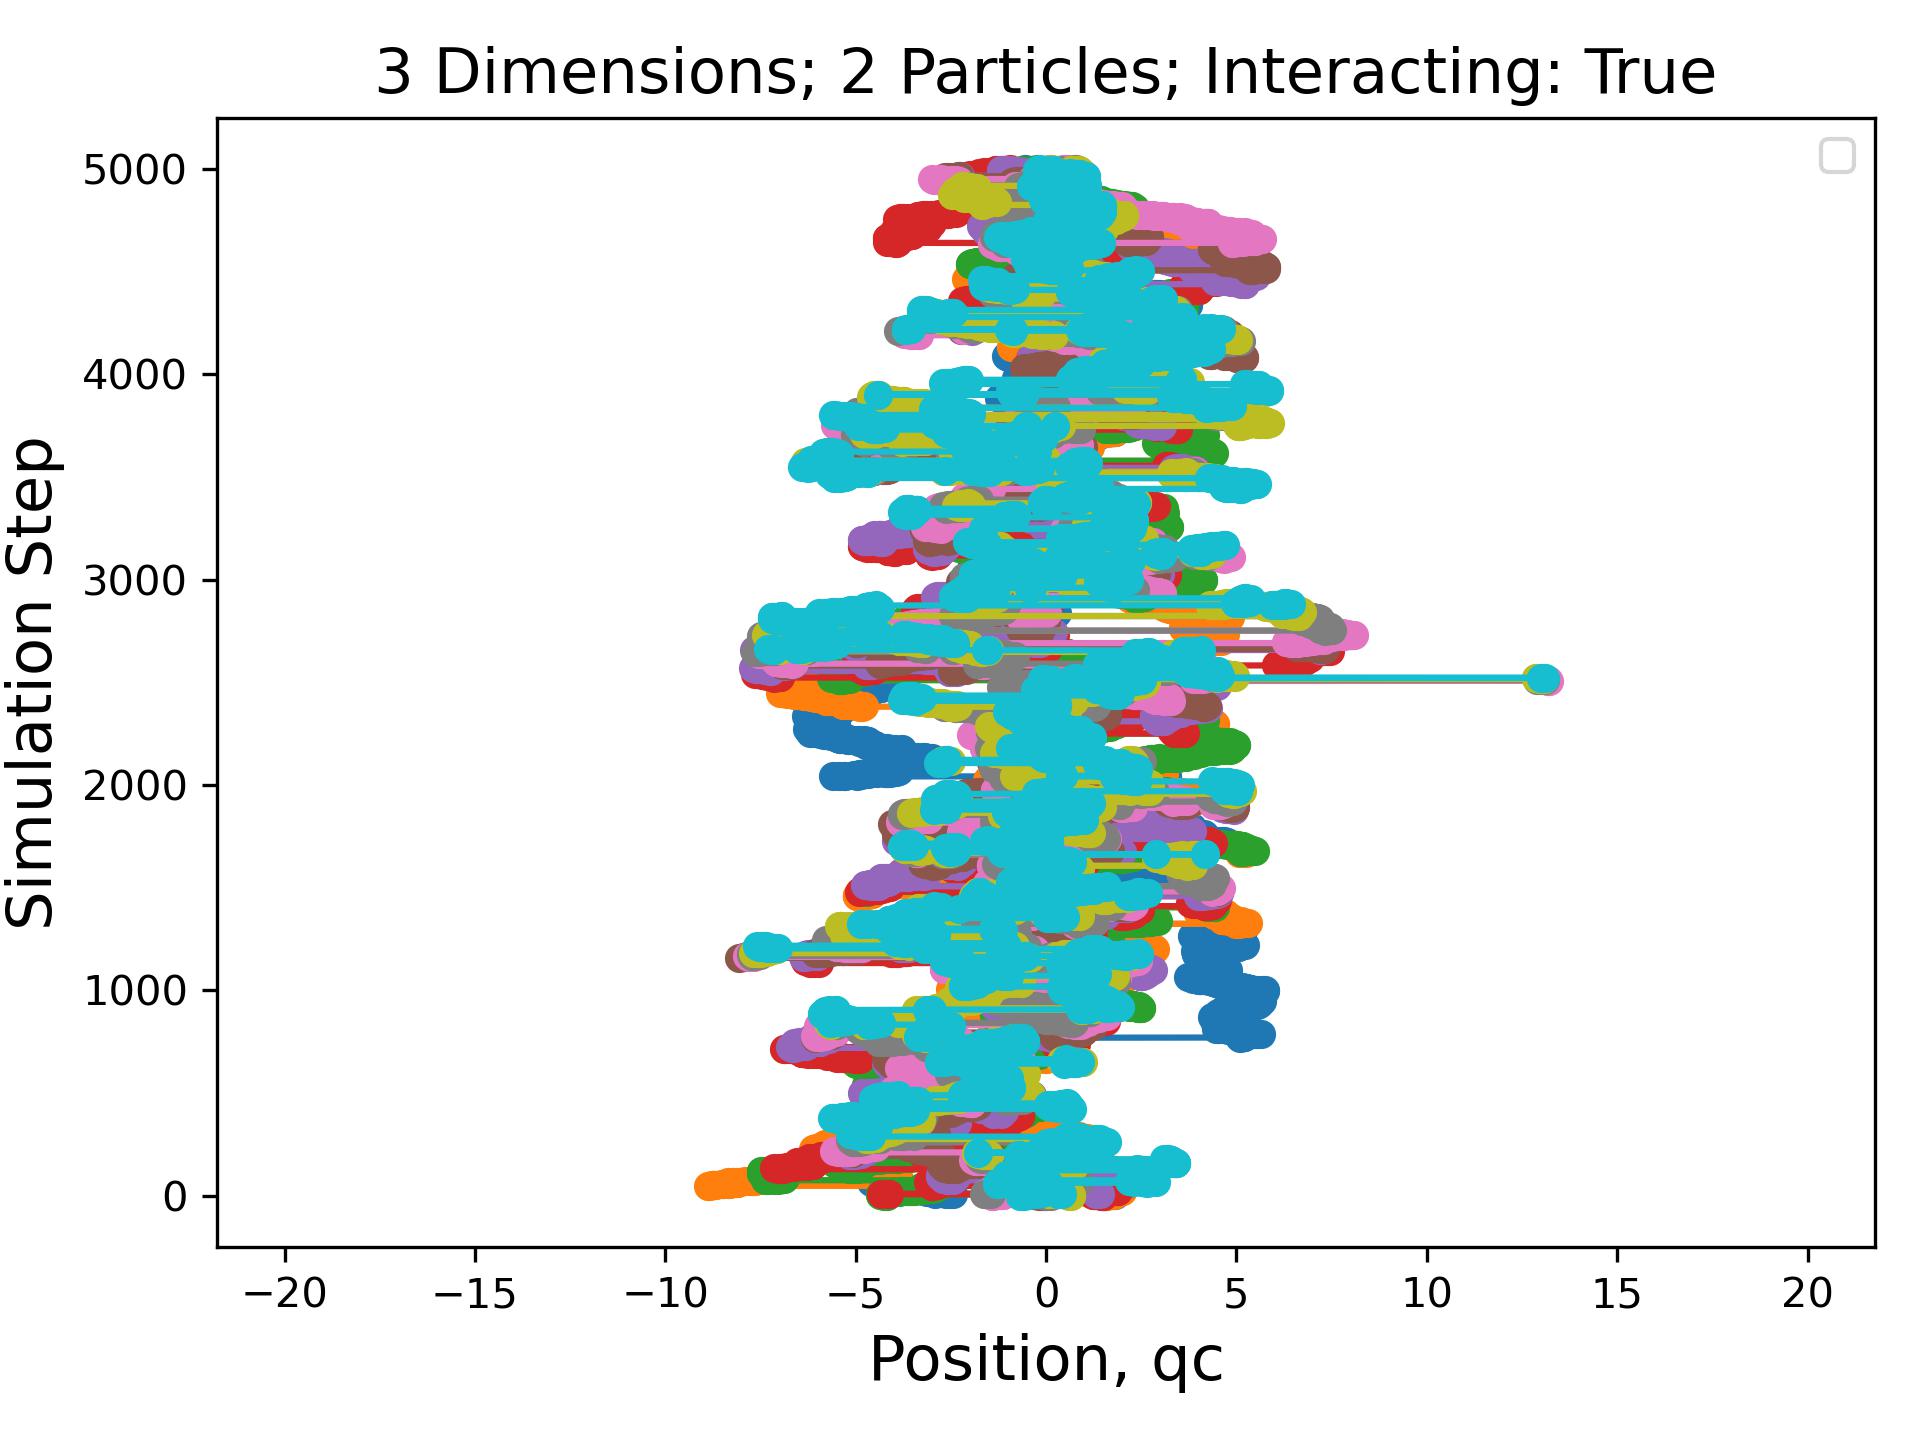 3 Dimensions; 2 Particles; Interacting: True
5000
4000
3000
2000
1000
0
Simulation Step
−20 −15 −10 −5 0 5 10 15 20
Position, qc